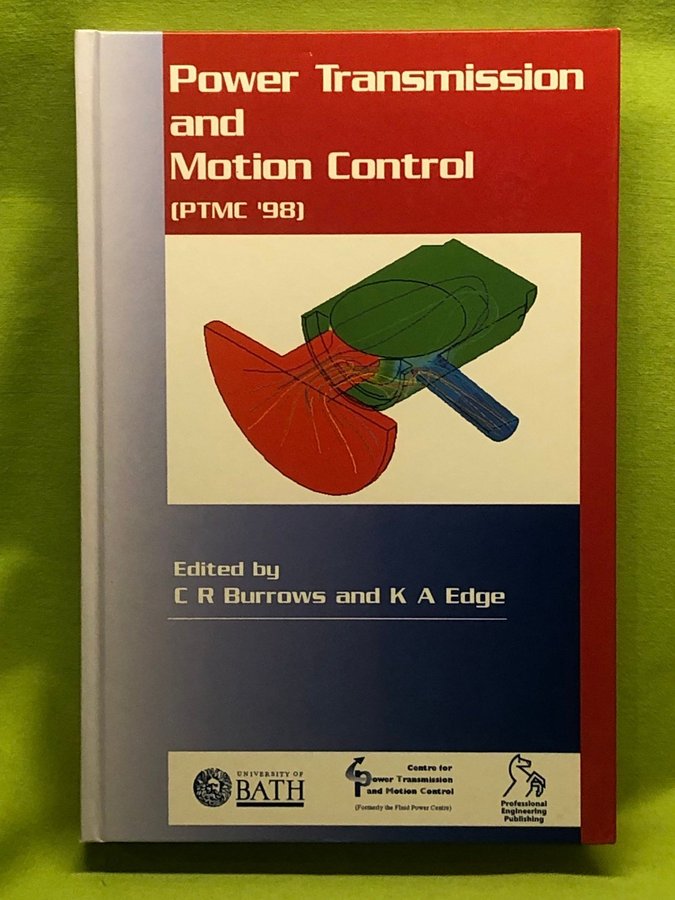 Power Transmission
and
Motion Control
(PTMC '98)
Edited by
C R Burrows and K A Edge
UNIVERSITY OF
BATH
Centre for
Power Transmission
and Motion Control
(Formerly the Fluid Power Centre)
Professional
Engineering
Publishing